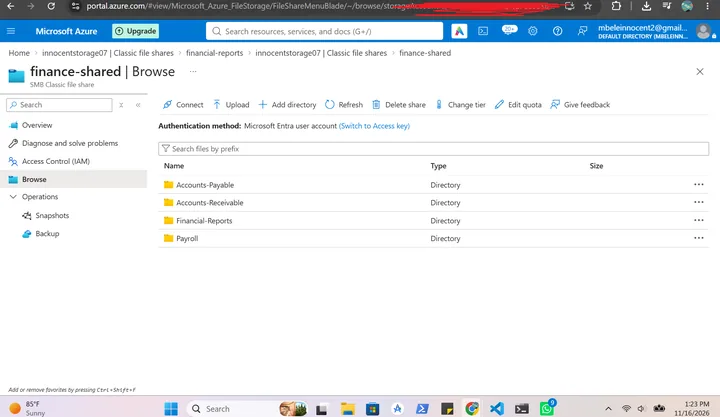 portal.azure.com/#view/Microsoft_Azure_FileStorage/FileShareMenuBlade/~/browse/storageAcco
Microsoft Azure Upgrade Search resources, services, and docs (G+/) 20+ mbeleinnocent2@gmail....
DEFAULT DIRECTORY (MBELEINNOCEN...
Home > innocentstorage07 | Classic file shares > financial-reports > innocentstorage07 | Classic file shares > finance-shared
finance-shared | Browse ...
5MB Classic file share
Search
Connect Upload Add directory Refresh Delete share Change tier Edit quota Give feedback
Overview
Diagnose and solve problems
Access Control (IAM)
Browse
Operations
Snapshots
Backup
Authentication method: Microsoft Entra user account (Switch to Access key)
Search files by prefix
Name Type Size
Accounts-Payable Directory ...
Accounts-Receivable Directory ...
Financial-Reports Directory ...
Payroll Directory ...
Add or remove favorites by pressing Ctrl+Shift+F
85°F
Sunny
Search
9
1:23 PM
11/16/2026